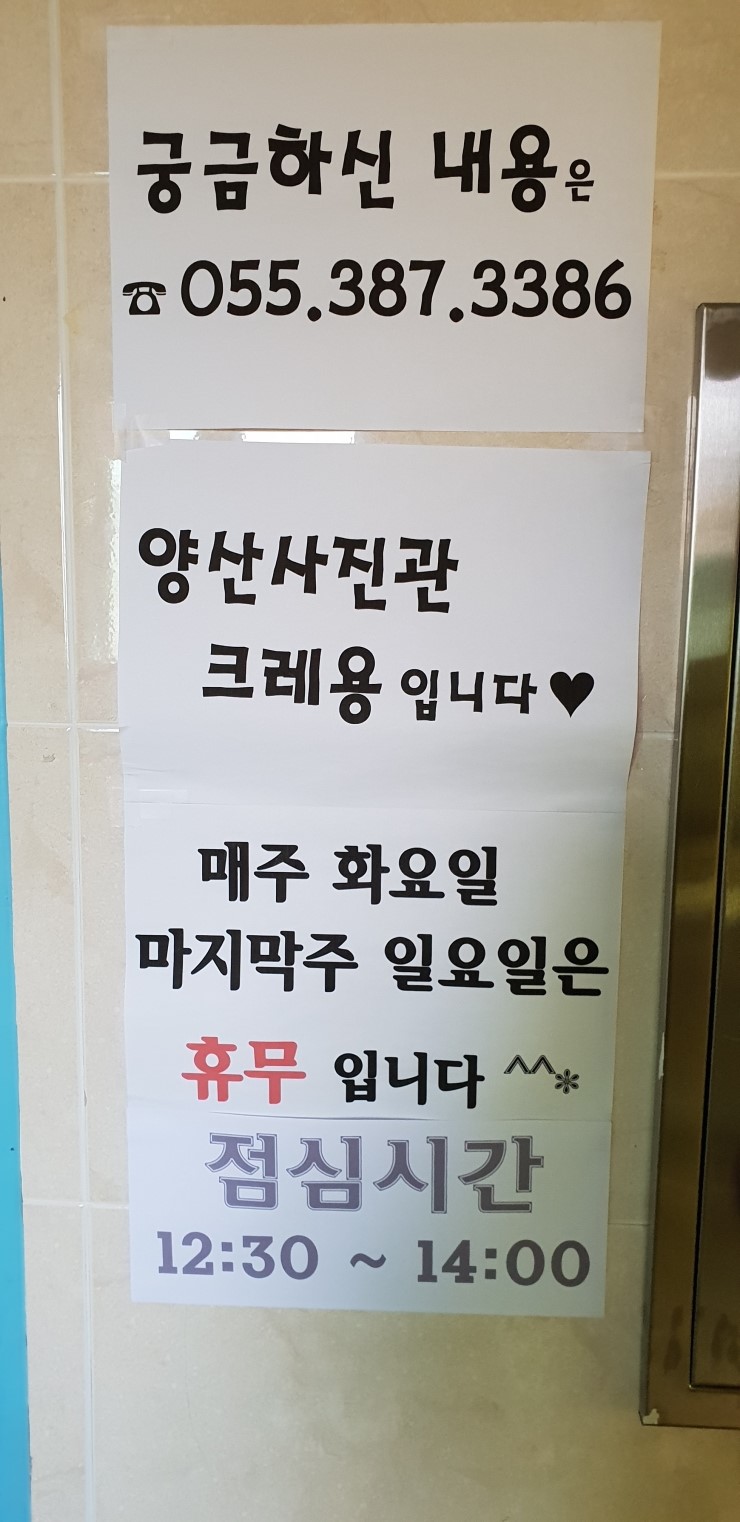 궁금하신 내용은
☎ 055.387.3386
양산사진관
크레용 입니다♥
매주 화요일
마지막주 일요일은
휴무 입니다 ^^*
점심시간
12:30 ~ 14:00